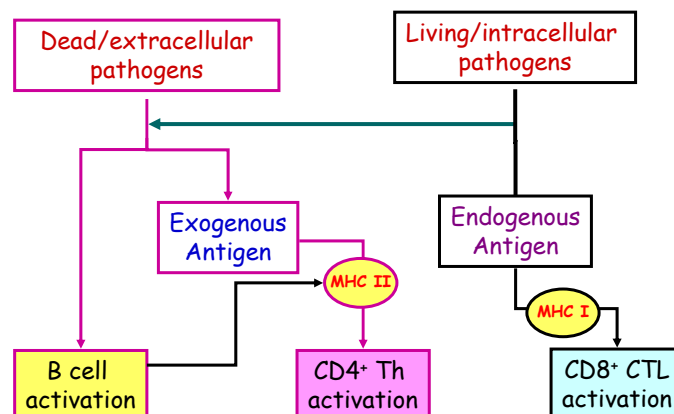 Dead/extracellular
pathogens
Living/intracellular
pathogens
Exogenous
Antigen
Endogenous
Antigen
MHC II
MHC I
B cell
activation
CD4⁺ Th
activation
CD8⁺ CTL
activation